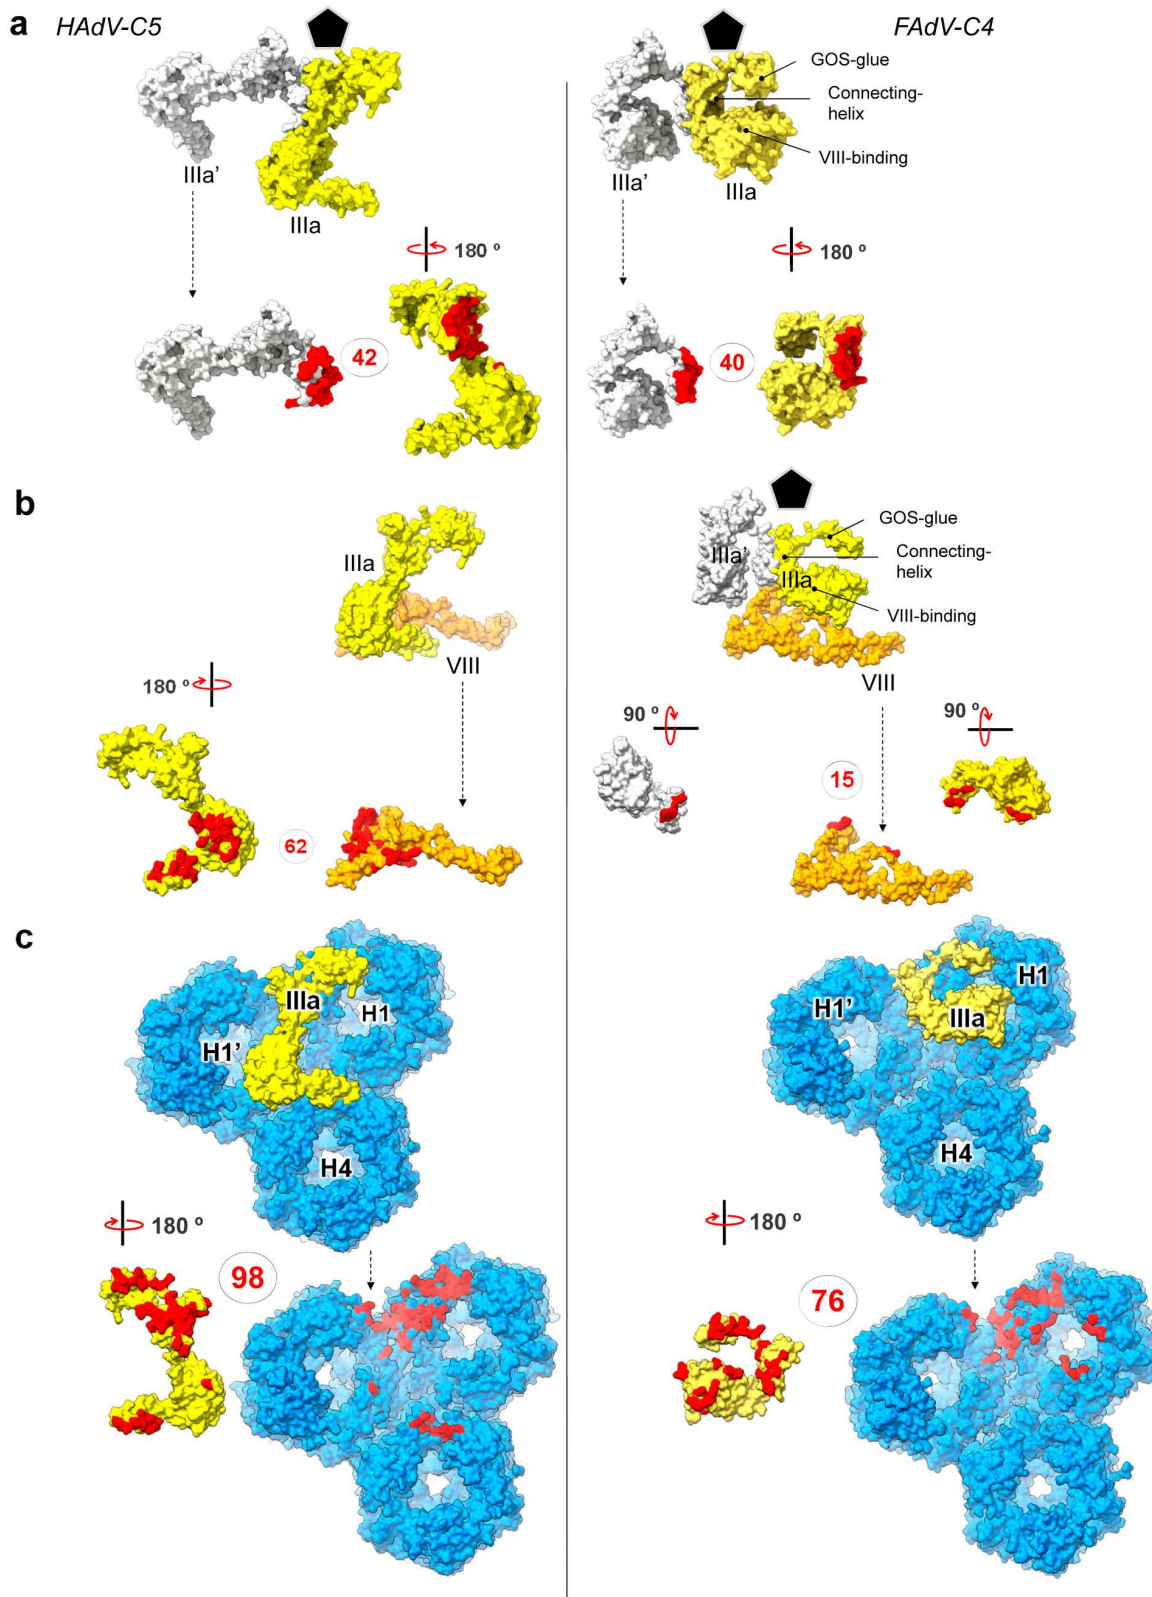 a
HAdV-C5
FAdV-C4
GOS-glue
Connecting-
helix
VIII-binding
IIIa'
IIIa
IIIa'
IIIa
180 º
180 º
42
40
b
IIIa
VIII
GOS-glue
IIIa'
Connecting-
helix
IIIa
VIII-binding
VIII
180 º
90 º
90 º
62
15
c
IIIa
H1
H1'
H4
H1
H1'
IIIa
H4
180 º
98
180 º
76